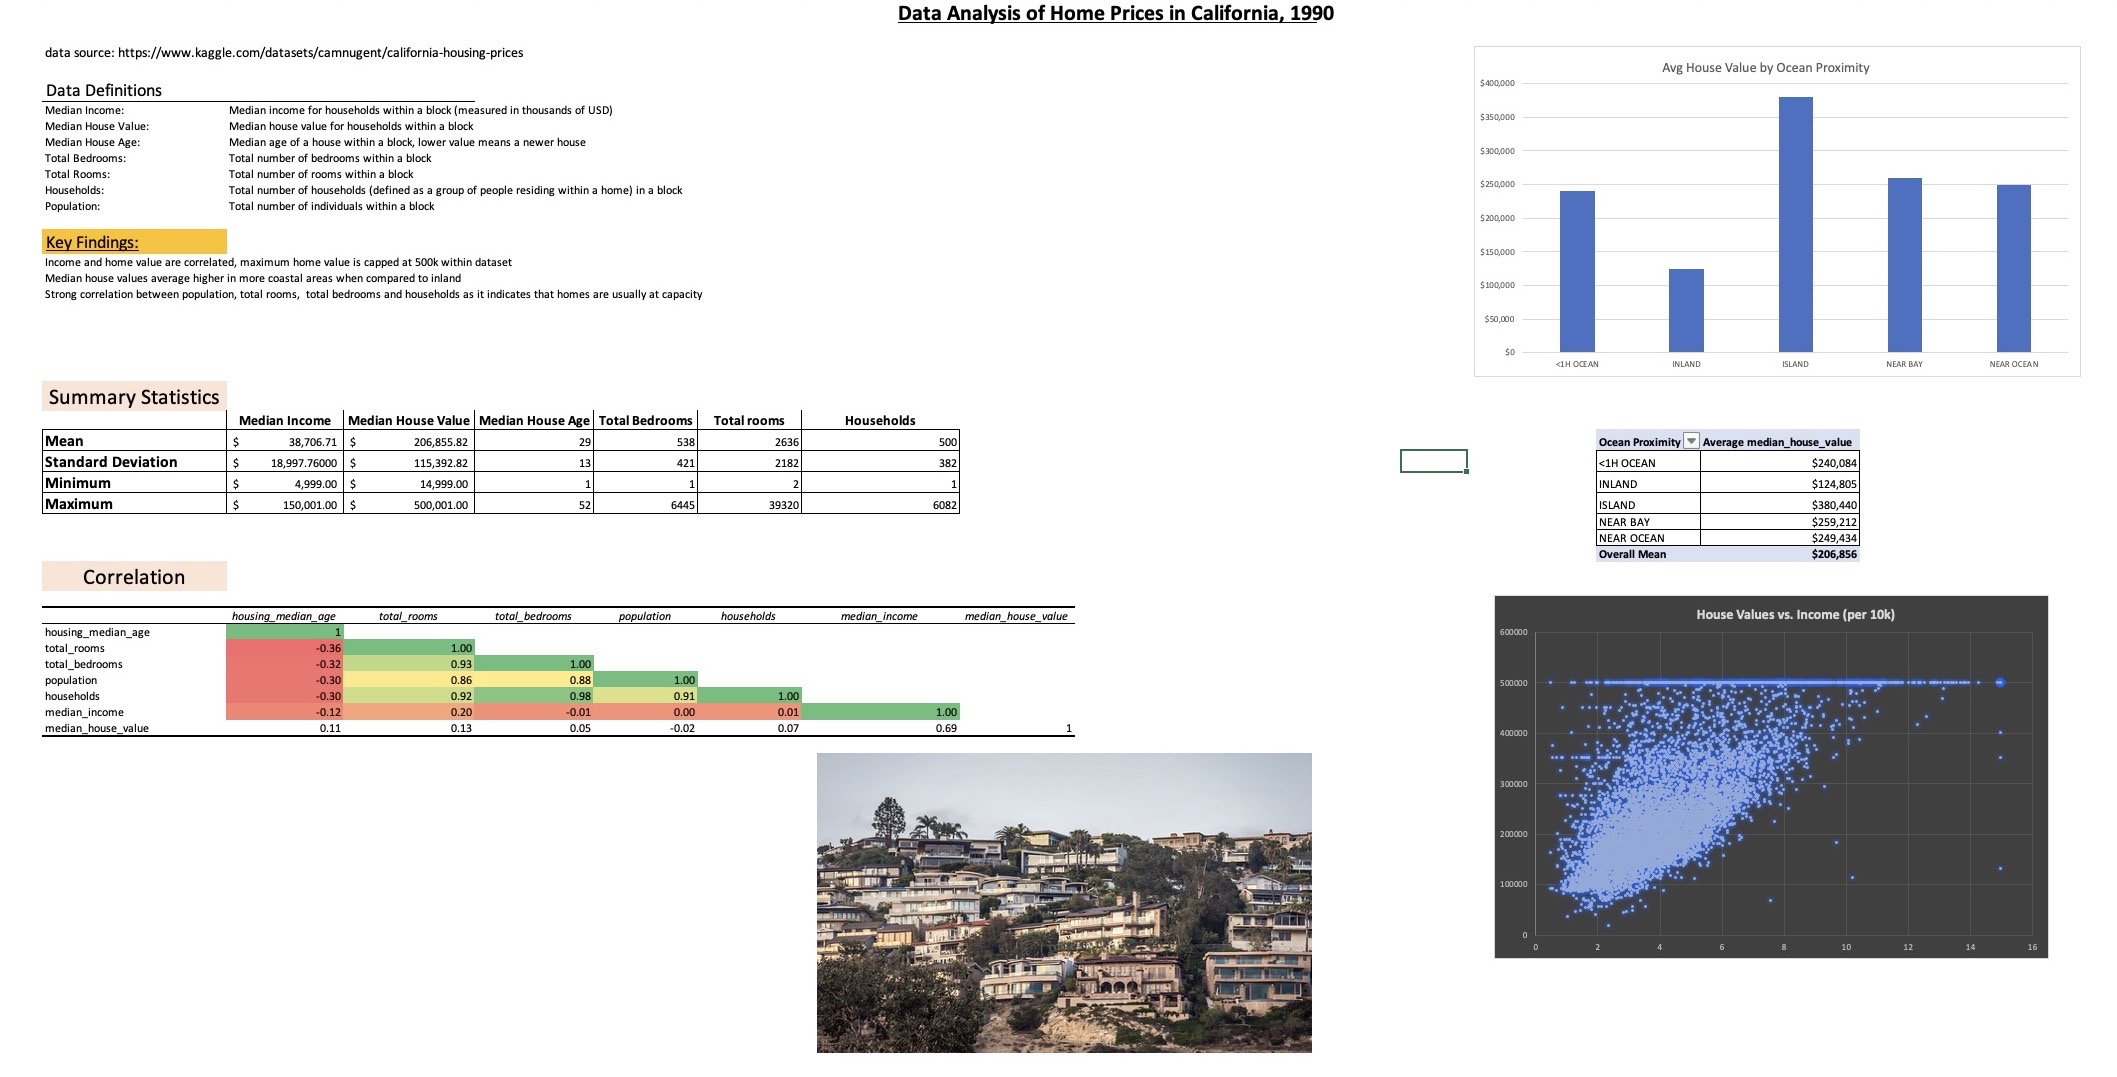 Data Analysis of Home Prices in California, 1990
data source: https://www.kaggle.com/datasets/camnugent/california-housing-prices
Data Definitions
Median Income: Median income for households within a block (measured in thousands of USD)
Median House Value: Median house value for households within a block
Median House Age: Median age of a house within a block, lower value means a newer house
Total Bedrooms: Total number of bedrooms within a block
Total Rooms: Total number of rooms within a block
Households: Total number of households (defined as a group of people residing within a home) in a block
Population: Total number of individuals within a block
Key Findings:
Income and home value are correlated, maximum home value is capped at 500k within dataset
Median house values average higher in more coastal areas when compared to inland
Strong correlation between population, total rooms, total bedrooms and households as it indicates that homes are usually at capacity
Avg House Value by Ocean Proximity
$400,000
$350,000
$300,000
$250,000
$200,000
$150,000
$100,000
$50,000
$0
<1H OCEAN INLAND ISLAND NEAR BAY NEAR OCEAN
Summary Statistics
Median Income Median House Value Median House Age Total Bedrooms Total rooms Households
Mean $ 38,706.71 $ 206,855.82 29 538 2636 500
Standard Deviation $ 18,997.76000 $ 115,392.82 13 421 2182 382
Minimum $ 4,999.00 $ 14,999.00 1 1 2 1
Maximum $ 150,001.00 $ 500,001.00 52 6445 39320 6082
Ocean Proximity Average median_house_value
<1H OCEAN $240,084
INLAND $124,805
ISLAND $380,440
NEAR BAY $259,212
NEAR OCEAN $249,434
Overall Mean $206,856
Correlation
housing_median_age total_rooms total_bedrooms population households median_income median_house_value
housing_median_age 1
total_rooms -0.36 1.00
total_bedrooms -0.32 0.93 1.00
population -0.30 0.86 0.88 1.00
households -0.30 0.92 0.98 0.91 1.00
median_income -0.12 0.20 -0.01 0.00 0.01 1.00
median_house_value 0.11 0.13 0.05 -0.02 0.07 0.69 1
House Values vs. Income (per 10k)
600000
500000
400000
300000
200000
100000
0
0 2 4 6 8 10 12 14 16